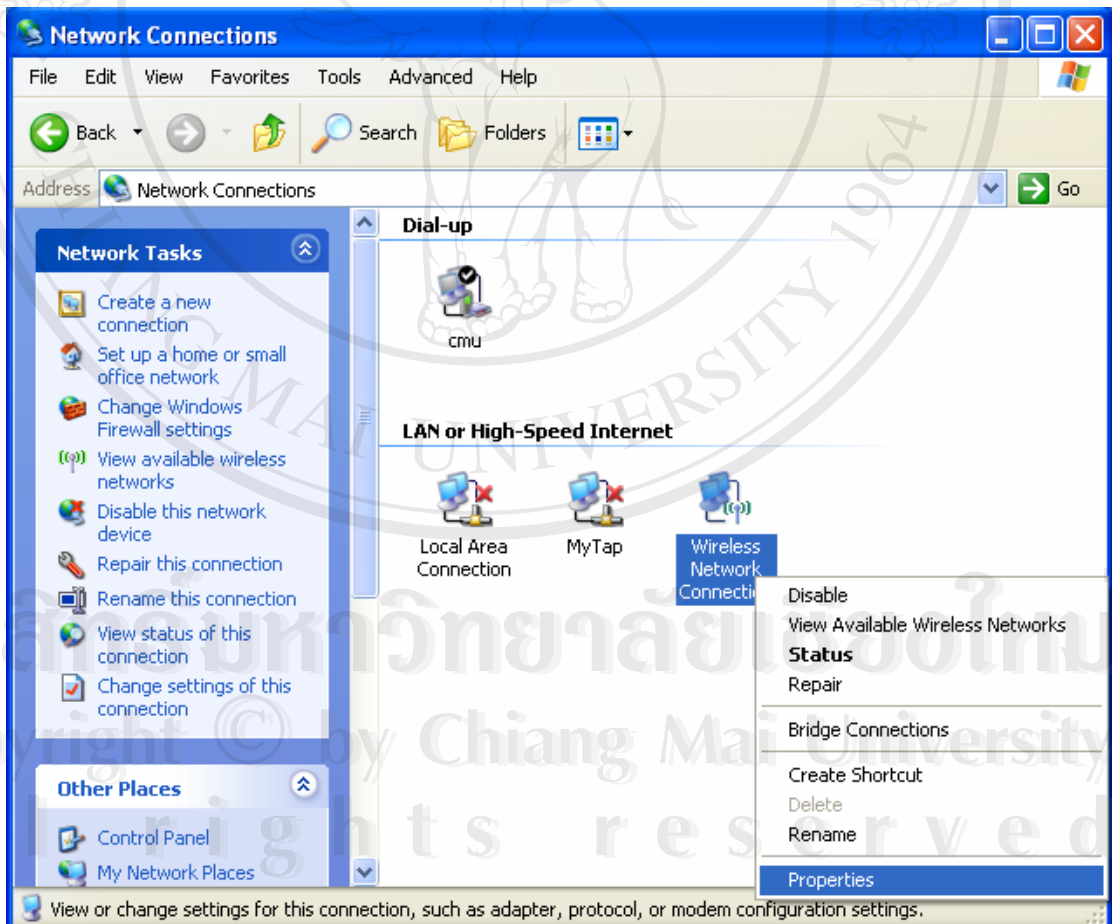 Network Connections
File Edit View Favorites Tools Advanced Help
Back Search Folders
Address Network Connections Go
Network Tasks
Create a new
connection
Set up a home or small
office network
Change Windows
Firewall settings
View available wireless
networks
Disable this network
device
Repair this connection
Rename this connection
View status of this
connection
Change settings of this
connection
Other Places
Control Panel
My Network Places
Dial-up
cmu
LAN or High-Speed Internet
Local Area
Connection
MyTap
Wireless
Network
Disable
View Available Wireless Networks
Status
Repair
Bridge Connections
Create Shortcut
Delete
Rename
Properties
View or change settings for this connection, such as adapter, protocol, or modem configuration settings.
MAI UNIVERSITY 1964
by Chiang Mai University
reserved